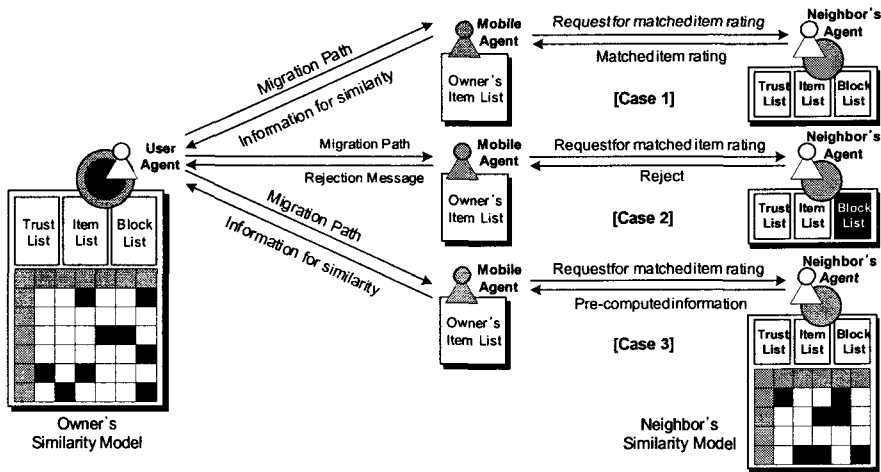 Migration Path
Information for similarity
Mobile
Agent
Owner's
Item List
Request for matched item rating
Matched item rating
[Case 1]
Neighbor's
Agent
Trust
List
Item
List
Block
List
User
Agent
Migration Path
Rejection Message
Mobile
Agent
Owner's
Item List
Request for matched item rating
Reject
[Case 2]
Neighbor's
Agent
Trust
List
Item
List
Block
List
Migration Path
Information for similarity
Mobile
Agent
Owner's
Item List
Request for matched item rating
Pre-computed information
[Case 3]
Neighbor's
Agent
Trust
List
Item
List
Block
List
Trust
List
Item
List
Block
List
Owner's
Similarity Model
Neighbor's
Similarity Model